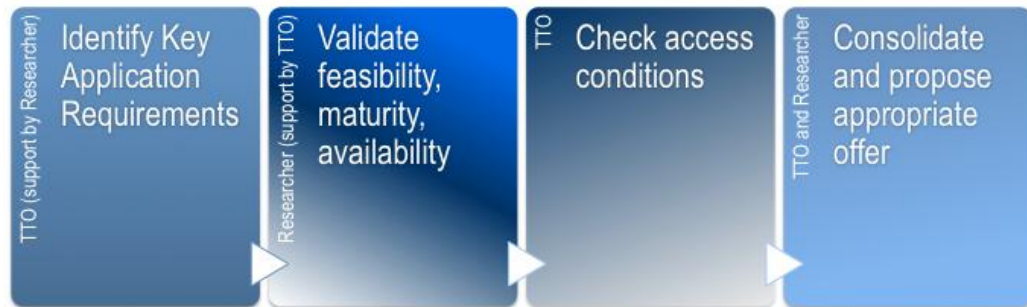 TTO (support by Researcher)
Identify Key
Application
Requirements
Researcher (support by TTO)
Validate
feasibility,
maturity,
availability
TTO
Check access
conditions
TTO and Researcher
Consolidate
and propose
appropriate
offer